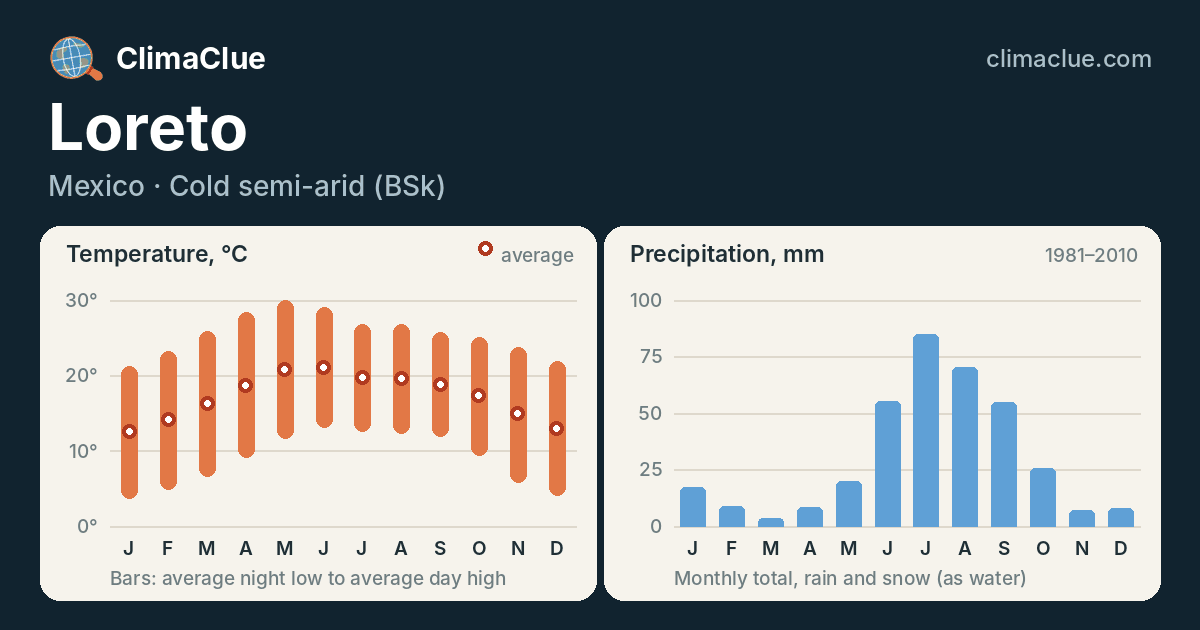 ClimaClue
climaclue.com
Loreto
Mexico · Cold semi-arid (BSk)
Temperature, °C
average
30°
20°
10°
0°
J F M A M J J A S O N D
Bars: average night low to average day high
Precipitation, mm
1981–2010
100
75
50
25
0
J F M A M J J A S O N D
Monthly total, rain and snow (as water)